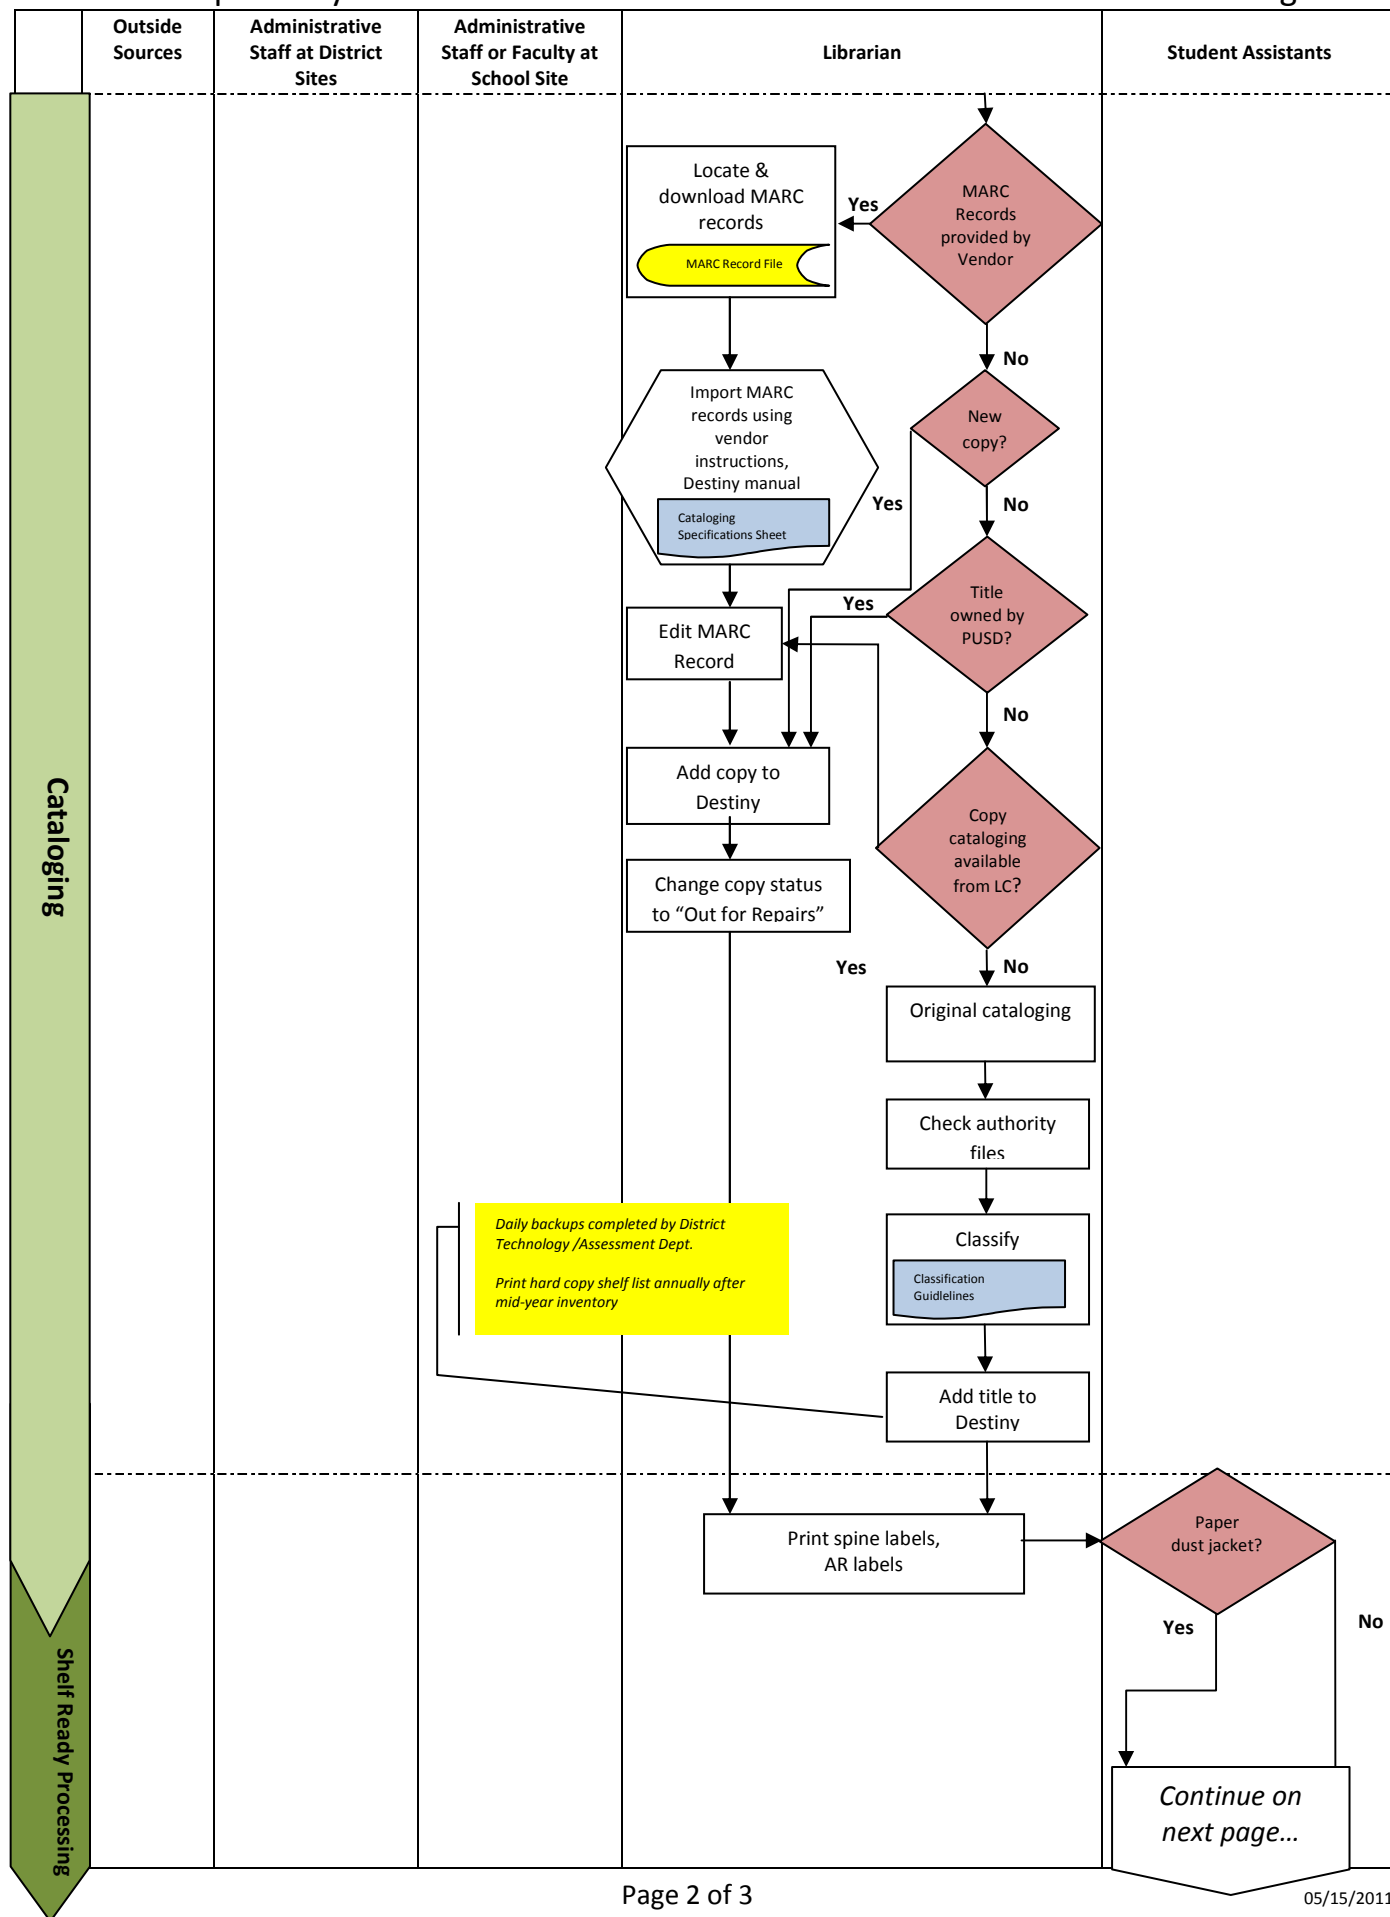 Outside
Sources
Administrative
Staff at District
Sites
Administrative
Staff or Faculty at
School Site
Librarian
Student Assistants
MARC
Records
provided by
Vendor
Yes
Locate &
download MARC
records
MARC Record File
No
Import MARC
records using
vendor
instructions,
Destiny manual
Cataloging
Specifications Sheet
New
copy?
Yes
No
Title
owned by
PUSD?
Yes
Edit MARC
Record
No
Add copy to
Destiny
Copy
cataloging
available
from LC?
Change copy status
to “Out for Repairs”
Yes
No
Original cataloging
Check authority
files
Classify
Classification
Guidlelines
Daily backups completed by District
Technology /Assessment Dept.
Print hard copy shelf list annually after
mid-year inventory
Add title to
Destiny
Cataloging
Print spine labels,
AR labels
Paper
dust jacket?
Yes
No
Shelf Ready Processing
Continue on
next page…
Page 2 of 3
05/15/2011